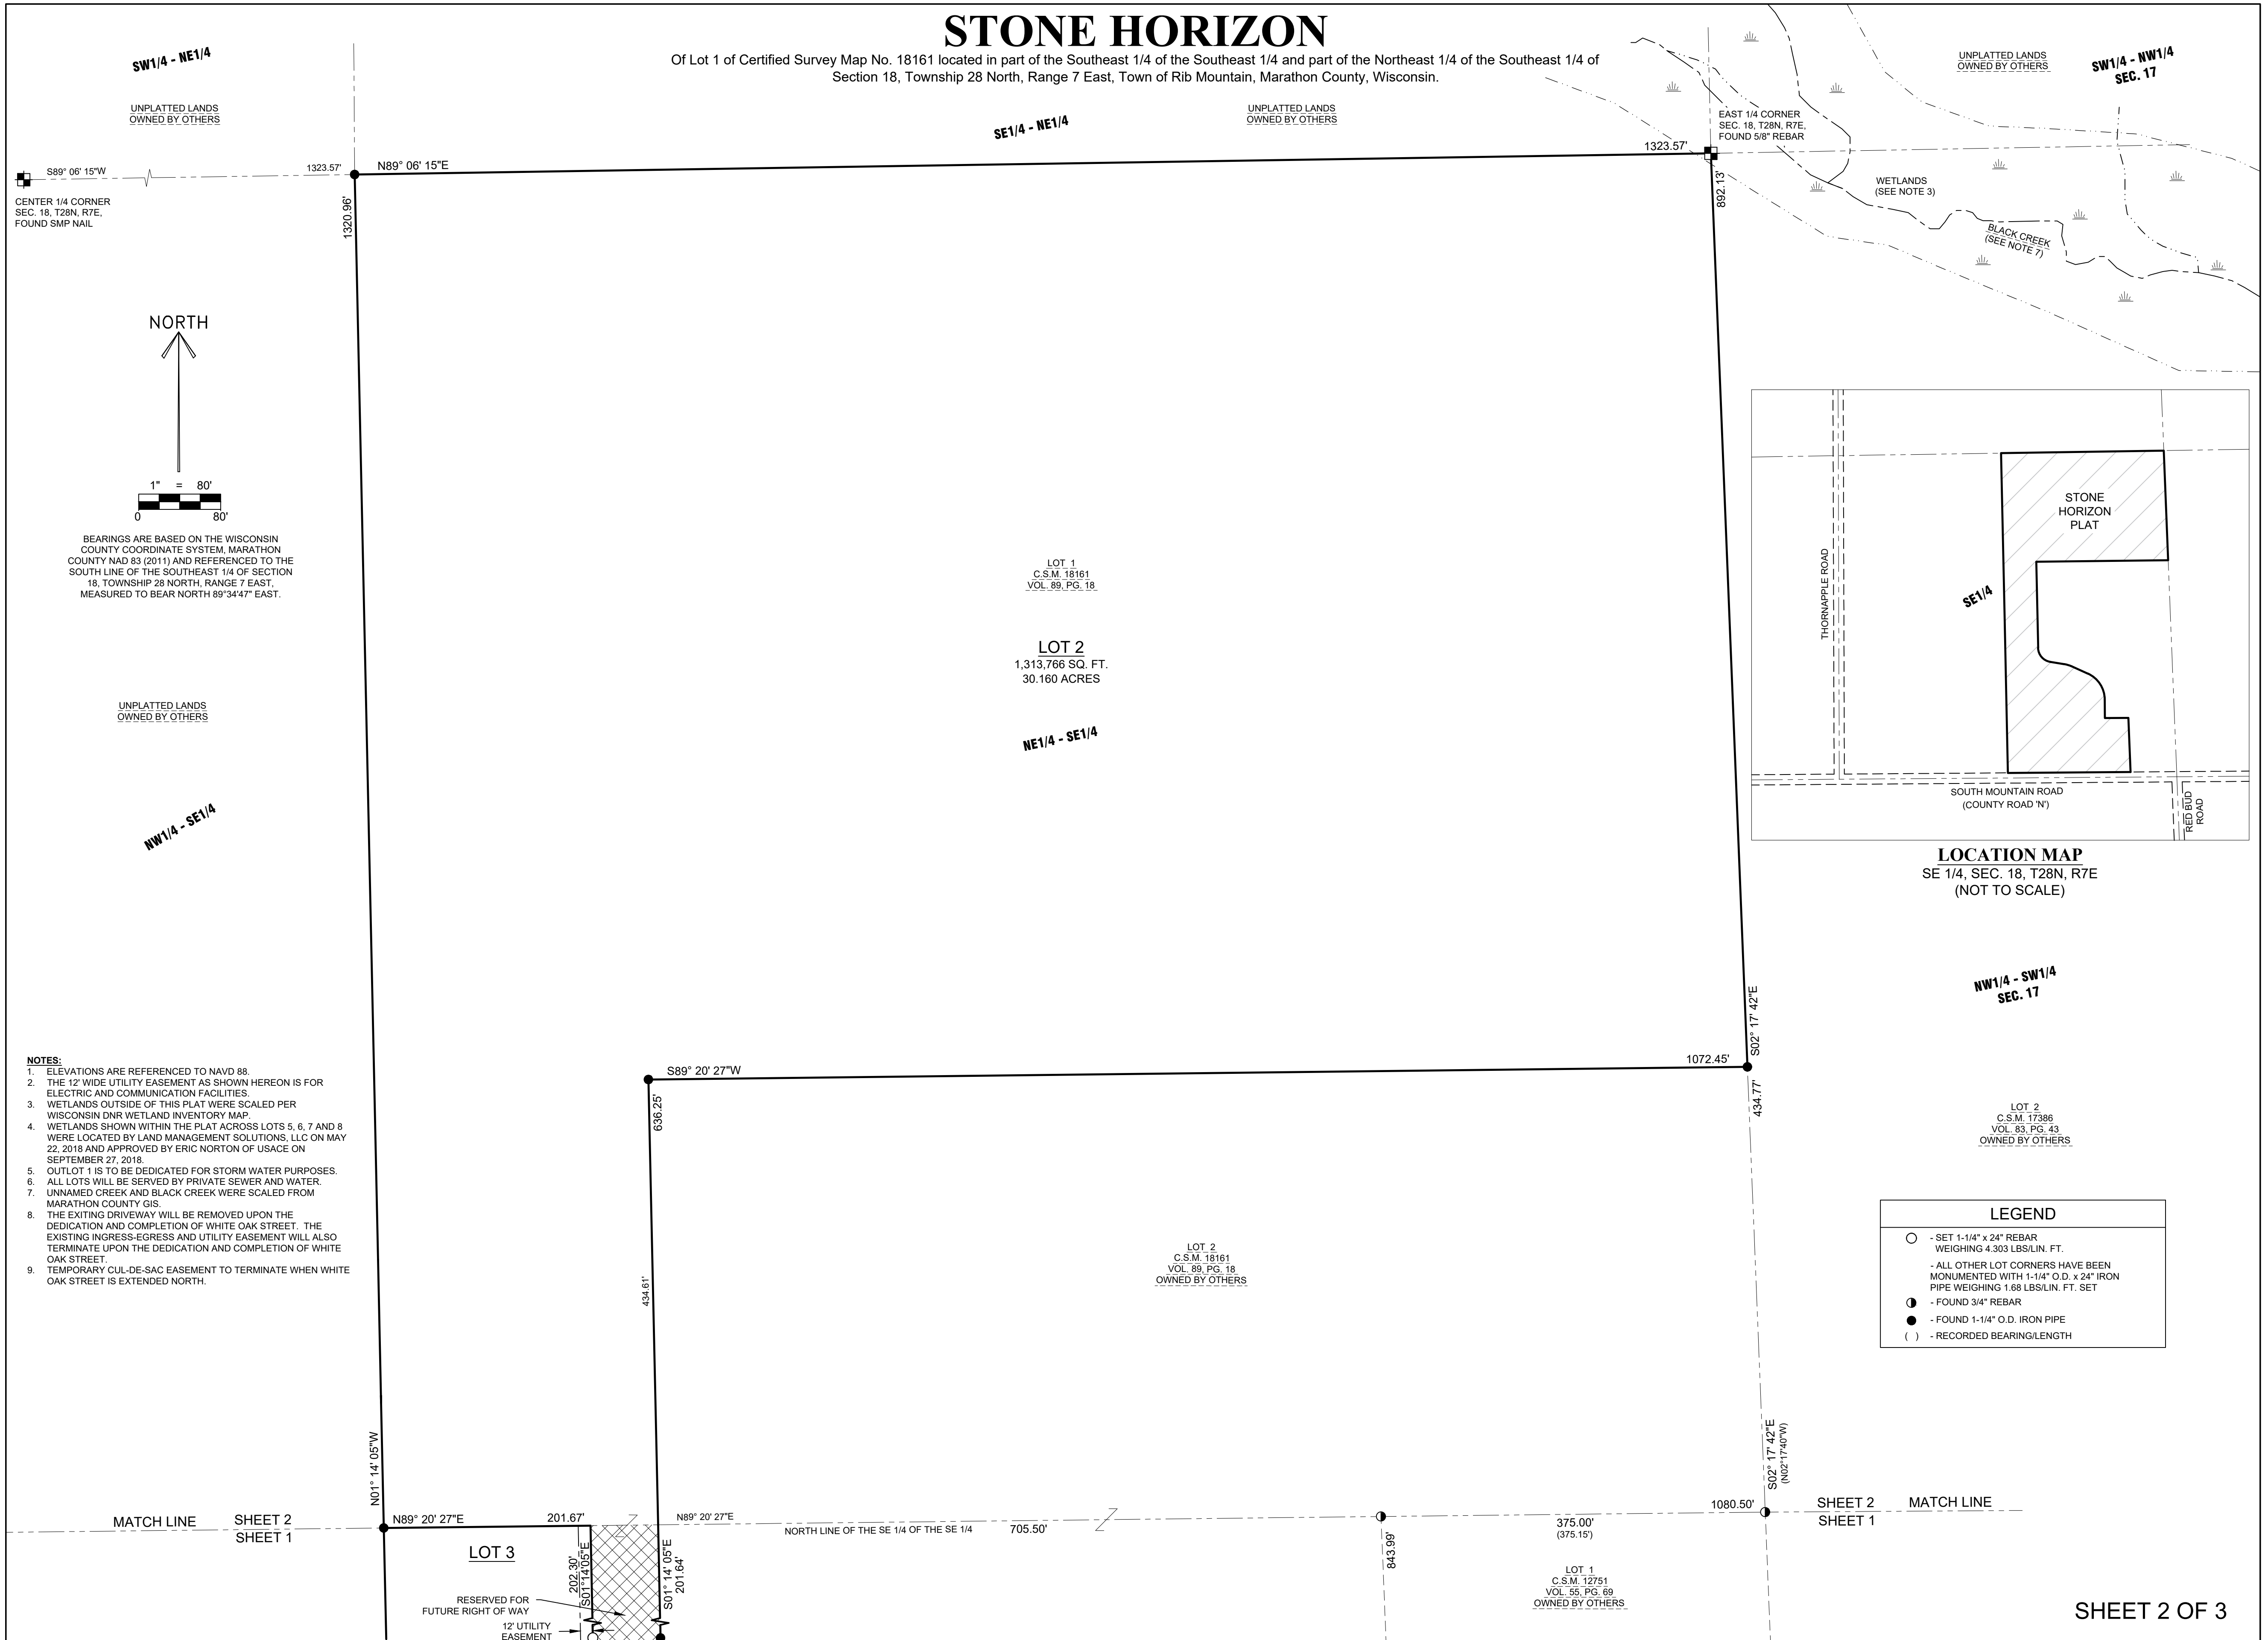 STONE HORIZON
Of Lot 1 of Certified Survey Map No. 18161 located in part of the Southeast 1/4 of the Southeast 1/4 and part of the Northeast 1/4 of the Southeast 1/4 of
Section 18, Township 28 North, Range 7 East, Town of Rib Mountain, Marathon County, Wisconsin.
SW1/4 - NE1/4
UNPLATTED LANDS
OWNED BY OTHERS
SE1/4 - NE1/4
UNPLATTED LANDS
OWNED BY OTHERS
UNPLATTED LANDS
OWNED BY OTHERS
SW1/4 - NW1/4
SEC. 17
EAST 1/4 CORNER
SEC. 18, T28N, R7E,
FOUND 5/8" REBAR
S89° 06' 15"W
1323.57'
N89° 06' 15"E
1323.57'
CENTER 1/4 CORNER
SEC. 18, T28N, R7E,
FOUND SMP NAIL
1320.96'
892.13'
WETLANDS
(SEE NOTE 3)
BLACK CREEK
(SEE NOTE 7)
NORTH
1" = 80'
0 80'
BEARINGS ARE BASED ON THE WISCONSIN
COUNTY COORDINATE SYSTEM, MARATHON
COUNTY NAD 83 (2011) AND REFERENCED TO THE
SOUTH LINE OF THE SOUTHEAST 1/4 OF SECTION
18, TOWNSHIP 28 NORTH, RANGE 7 EAST,
MEASURED TO BEAR NORTH 89°34'47" EAST.
LOT 1
C.S.M. 18161
VOL. 89, PG. 18
LOT 2
1,313,766 SQ. FT.
30.160 ACRES
NE1/4 - SE1/4
UNPLATTED LANDS
OWNED BY OTHERS
NW1/4 - SE1/4
STONE
HORIZON
PLAT
THORNAPPLE ROAD
SE1/4
SOUTH MOUNTAIN ROAD
(COUNTY ROAD 'N')
RED BUD
ROAD
LOCATION MAP
SE 1/4, SEC. 18, T28N, R7E
(NOT TO SCALE)
NW1/4 - SW1/4
SEC. 17
S02° 17' 42"E
1072.45'
S89° 20' 27"W
636.25'
434.77'
NOTES:
1. ELEVATIONS ARE REFERENCED TO NAVD 88.
2. THE 12' WIDE UTILITY EASEMENT AS SHOWN HEREON IS FOR
ELECTRIC AND COMMUNICATION FACILITIES.
3. WETLANDS OUTSIDE OF THIS PLAT WERE SCALED PER
WISCONSIN DNR WETLAND INVENTORY MAP.
4. WETLANDS SHOWN WITHIN THE PLAT ACROSS LOTS 5, 6, 7 AND 8
WERE LOCATED BY LAND MANAGEMENT SOLUTIONS, LLC ON MAY
22, 2018 AND APPROVED BY ERIC NORTON OF USACE ON
SEPTEMBER 27, 2018.
5. OUTLOT 1 IS TO BE DEDICATED FOR STORM WATER PURPOSES.
6. ALL LOTS WILL BE SERVED BY PRIVATE SEWER AND WATER.
7. UNNAMED CREEK AND BLACK CREEK WERE SCALED FROM
MARATHON COUNTY GIS.
8. THE EXITING DRIVEWAY WILL BE REMOVED UPON THE
DEDICATION AND COMPLETION OF WHITE OAK STREET. THE
EXISTING INGRESS-EGRESS AND UTILITY EASEMENT WILL ALSO
TERMINATE UPON THE DEDICATION AND COMPLETION OF WHITE
OAK STREET.
9. TEMPORARY CUL-DE-SAC EASEMENT TO TERMINATE WHEN WHITE
OAK STREET IS EXTENDED NORTH.
LOT 2
C.S.M. 17386
VOL. 83, PG. 43
OWNED BY OTHERS
LEGEND
- SET 1-1/4" x 24" REBAR
WEIGHING 4.303 LBS/LIN. FT.
- ALL OTHER LOT CORNERS HAVE BEEN
MONUMENTED WITH 1-1/4" O.D. x 24" IRON
PIPE WEIGHING 1.68 LBS/LIN. FT. SET
- FOUND 3/4" REBAR
- FOUND 1-1/4" O.D. IRON PIPE
( ) - RECORDED BEARING/LENGTH
LOT 2
C.S.M. 18161
VOL. 89, PG. 18
OWNED BY OTHERS
434.61'
N01° 14' 05"W
S02° 17' 42"E
(N02°17'40"W)
MATCH LINE SHEET 2
SHEET 1
N89° 20' 27"E
201.67'
N89° 20' 27"E
NORTH LINE OF THE SE 1/4 OF THE SE 1/4
705.50'
375.00'
(375.15')
1080.50'
SHEET 2 MATCH LINE
SHEET 1
LOT 3
202.30'
S01°14'05"E
S01° 14' 05"E
201.64'
843.99'
RESERVED FOR
FUTURE RIGHT OF WAY
12' UTILITY
EASEMENT
LOT 1
C.S.M. 12751
VOL. 55, PG. 69
OWNED BY OTHERS
SHEET 2 OF 3